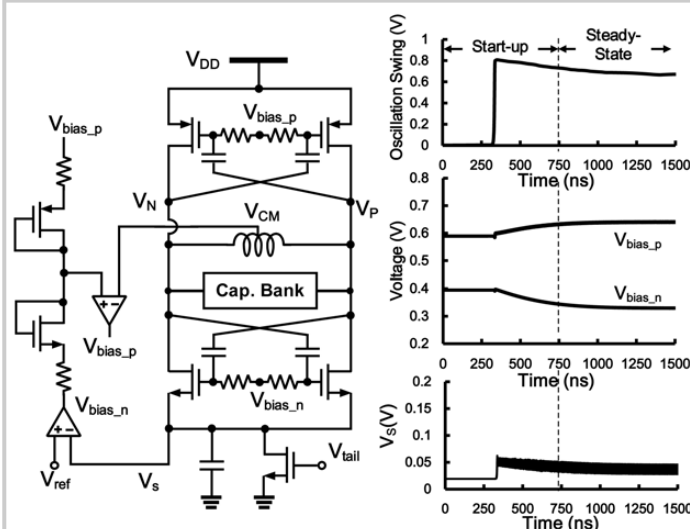 V_DD
V_bias_p
V_bias_p
V_N
V_P
V_CM
+ -
Cap. Bank
V_bias_p
V_bias_n
V_bias_n
+ -
V_ref
V_s
V_tail
Oscillation Swing (V)
1
0.8
0.6
0.4
0.2
0
Start-up
Steady-
State
0 250 500 750 1000 1500
Time (ns)
Voltage (V)
0.8
0.7
0.6
0.5
0.4
0.3
0.2
V_bias_p
V_bias_n
0 250 500 750 1000 1500
Time (ns)
V_S(V)
0.2
0.15
0.1
0.05
0
0 250 500 750 1000 1500
Time (ns)